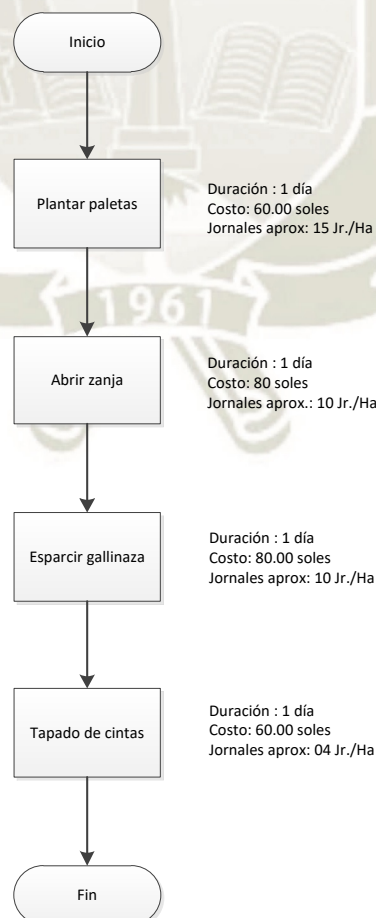 Inicio
Plantar paletas
Duración : 1 día
Costo: 60.00 soles
Jornales aprox: 15 Jr./Ha
1961
Abrir zanja
Duración : 1 día
Costo: 80 soles
Jornales aprox.: 10 Jr./Ha
Esparcir gallinaza
Duración : 1 día
Costo: 80.00 soles
Jornales aprox: 10 Jr./Ha
Tapado de cintas
Duración : 1 día
Costo: 60.00 soles
Jornales aprox: 04 Jr./Ha
Fin